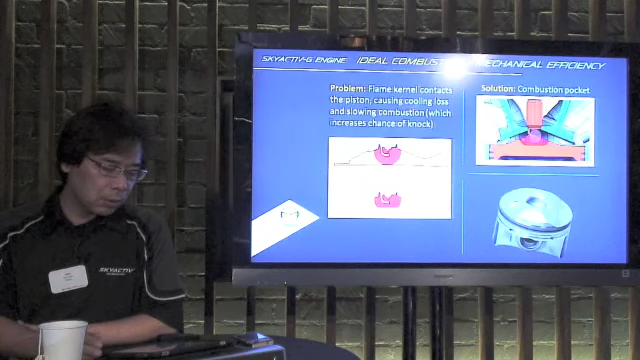 SKYACTIV-G ENGINE IDEAL COMBUST MECHANICAL EFFICIENCY
Problem: Flame kernel contacts
the piston, causing cooling loss
and slowing combustion (which
increases chance of knock)
Solution: Combustion pocket
SKYACTIV